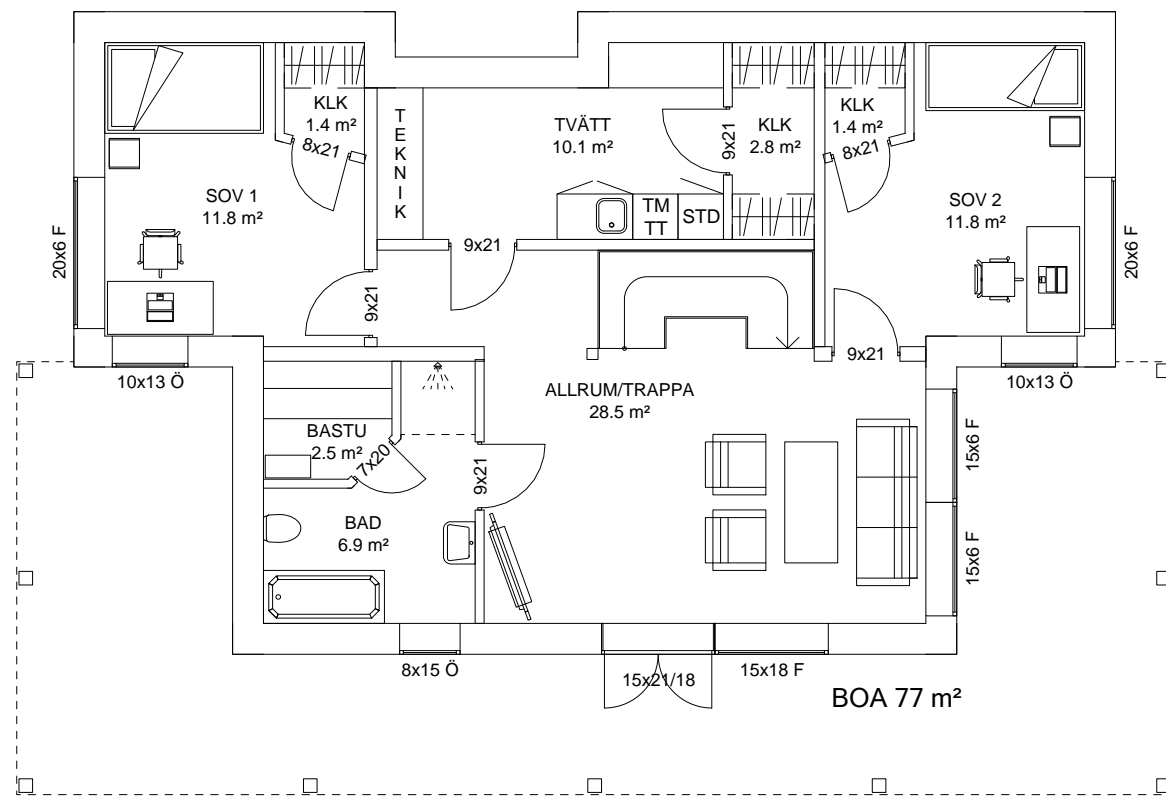 KLK
1.4 m²
8x21
TEKNIK
TVÄTT
10.1 m²
9x21
KLK
2.8 m²
KLK
1.4 m²
8x21
SOV 1
11.8 m²
TM
TT
STD
SOV 2
11.8 m²
20x6 F
20x6 F
9x21
9x21
9x21
10x13 Ö
ALLRUM/TRAPPA
28.5 m²
10x13 Ö
BASTU
2.5 m²
7x20
9x21
15x6 F
BAD
6.9 m²
15x6 F
8x15 Ö
15x21/18
15x18 F
BOA 77 m²